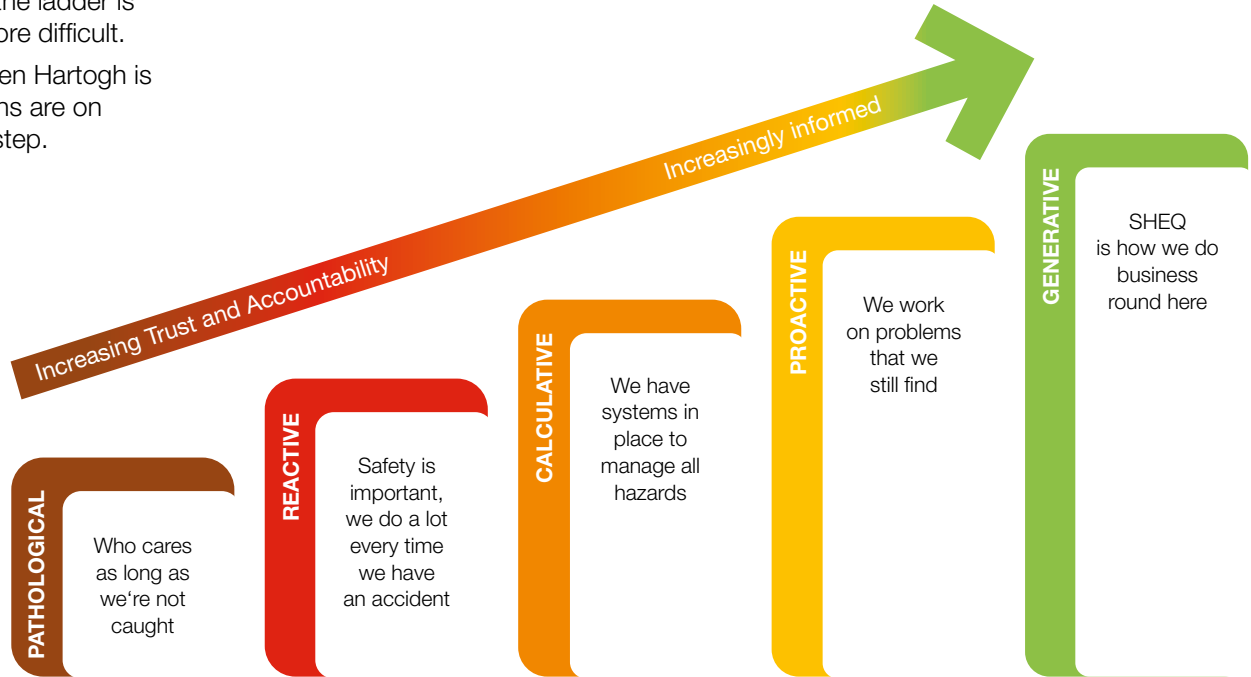 the ladder is
ore difficult.
en Hartogh is
ns are on
step.
Increasing Trust and Accountability
Increasingly informed
PATHOLOGICAL
Who cares
as long as
we‘re not
caught
REACTIVE
Safety is
important,
we do a lot
every time
we have
an accident
CALCULATIVE
We have
systems in
place to
manage all
hazards
PROACTIVE
We work
on problems
that we
still find
GENERATIVE
SHEQ
is how we do
business
round here